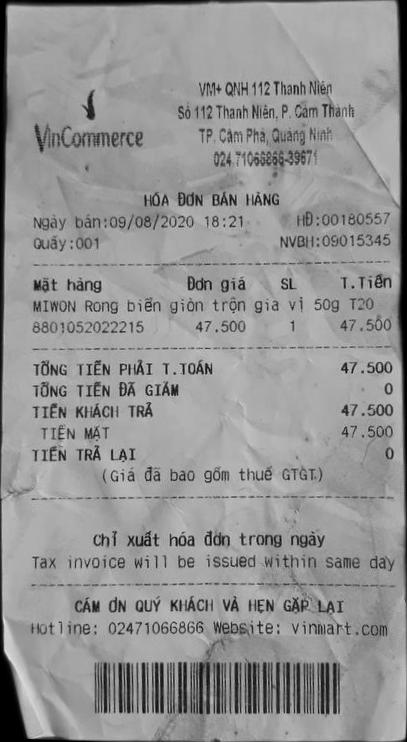 VinCommerce
VM+ QNH 112 Thanh Niên
Số 112 Thanh Niên, P. Cẩm Thành
TP. Cẩm Phả, Quảng Ninh
024.71066866-39671
HÓA ĐƠN BÁN HÀNG
Ngày bán:09/08/2020 18:21 HĐ:00180557
Quầy:001 NVBH:09015345
Mặt hàng Đơn giá SL T.Tiền
MIWON Rong biển giòn trộn gia vị 50g T20
8801052022215 47.500 1 47.500
TỔNG TIỀN PHẢI T.TOÁN 47.500
TỔNG TIỀN ĐÃ GIẢM 0
TIỀN KHÁCH TRẢ 47.500
TIỀN MẶT 47.500
TIỀN TRẢ LẠI 0
(Giá đã bao gồm thuế GTGT)
Chỉ xuất hóa đơn trong ngày
Tax invoice will be issued within same day
CẢM ƠN QUÝ KHÁCH VÀ HẸN GẶP LẠI
Hotline: 02471066866 Website: vinmart.com